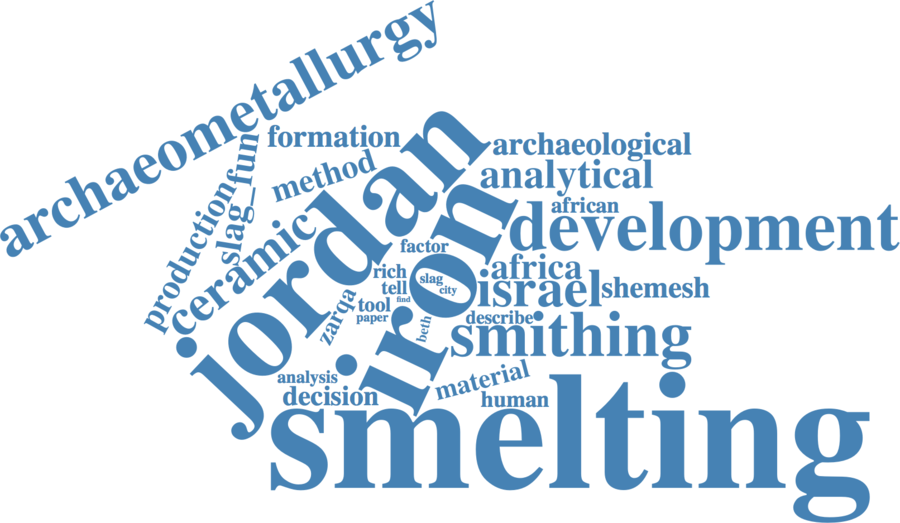 archaeometallurgy
formation
slag_fun
method
production
ceramic
jordan
archaeological
analytical
african
development
iron
factor
africa
rich
slag
city
tell
find
israel
shemesh
tool
paper
zarqa
beth
describe
smithing
analysis
decision
material
human
smelting